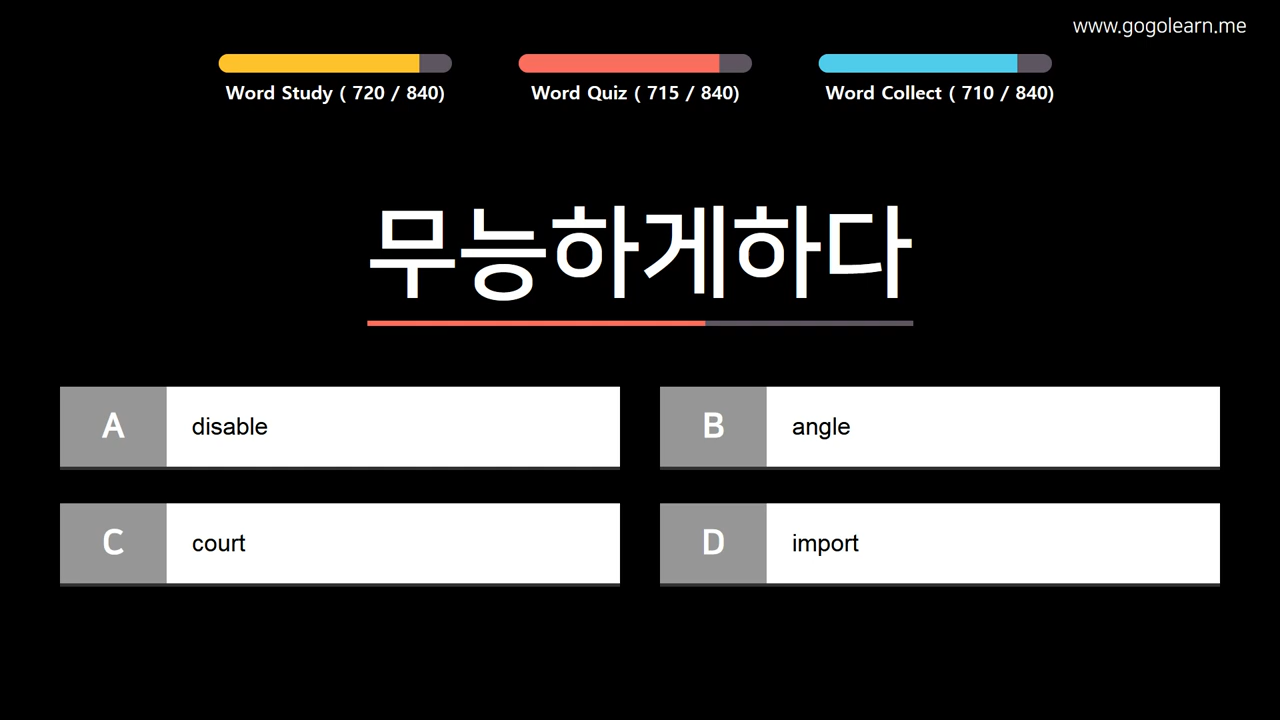 www.gogolearn.me
Word Study ( 720 / 840)
Word Quiz ( 715 / 840)
Word Collect ( 710 / 840)
무능하게하다
A disable
B angle
C court
D import